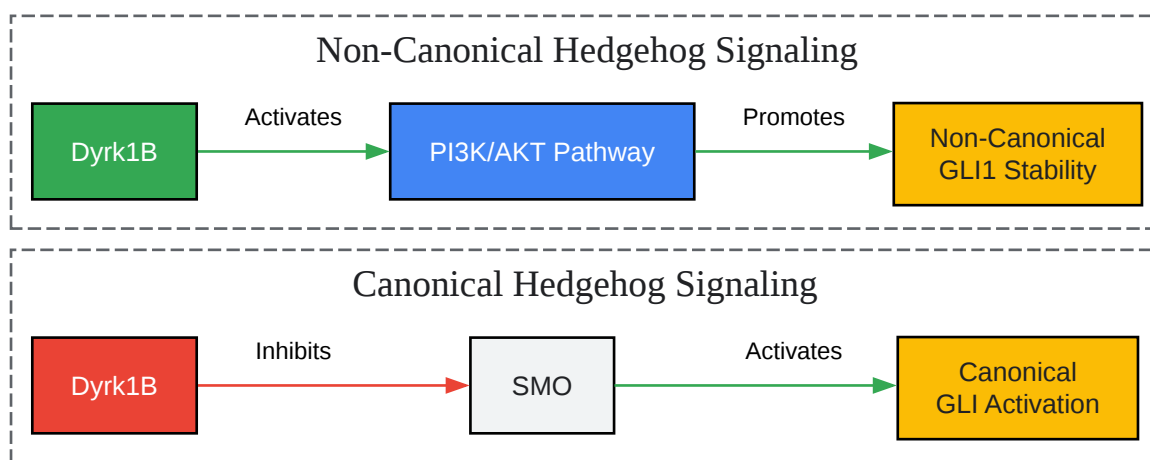 Non-Canonical Hedgehog Signaling
Activates
Promotes
Dyrk1B
PI3K/AKT Pathway
Non-Canonical
GLI1 Stability
Canonical Hedgehog Signaling
Inhibits
Activates
Dyrk1B
SMO
Canonical
GLI Activation